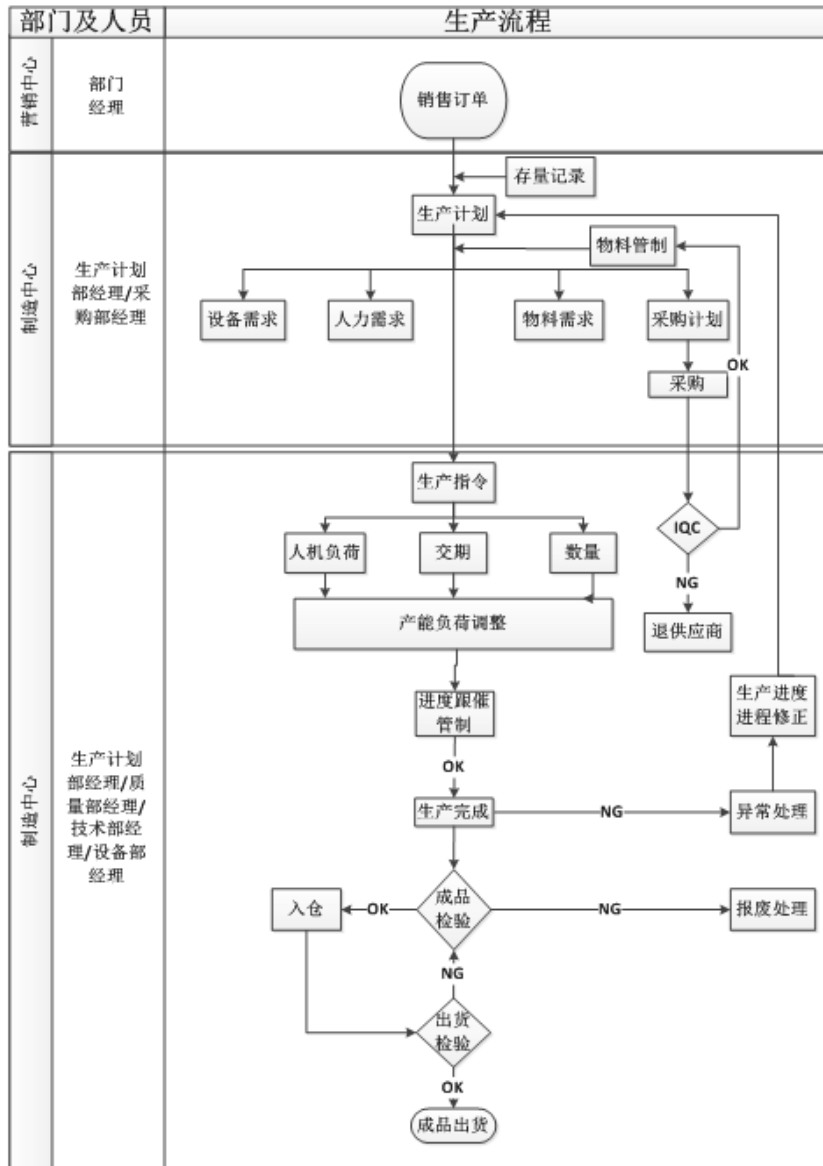 部门及人员
生产流程
营销中心
部门
经理
销售订单
制造中心
生产计划
部经理/采
购部经理
存量记录
生产计划
物料管制
设备需求
人力需求
物料需求
采购计划
OK
采购
制造中心
生产计划
部经理/质
量部经理/
技术部经
理/设备部
经理
生产指令
IQC
人机负荷
交期
数量
NG
产能负荷调整
退供应商
进度跟催
管制
生产进度
进程修正
OK
生产完成
NG
异常处理
入仓
OK
成品
检验
NG
报废处理
NG
出货
检验
OK
成品出货